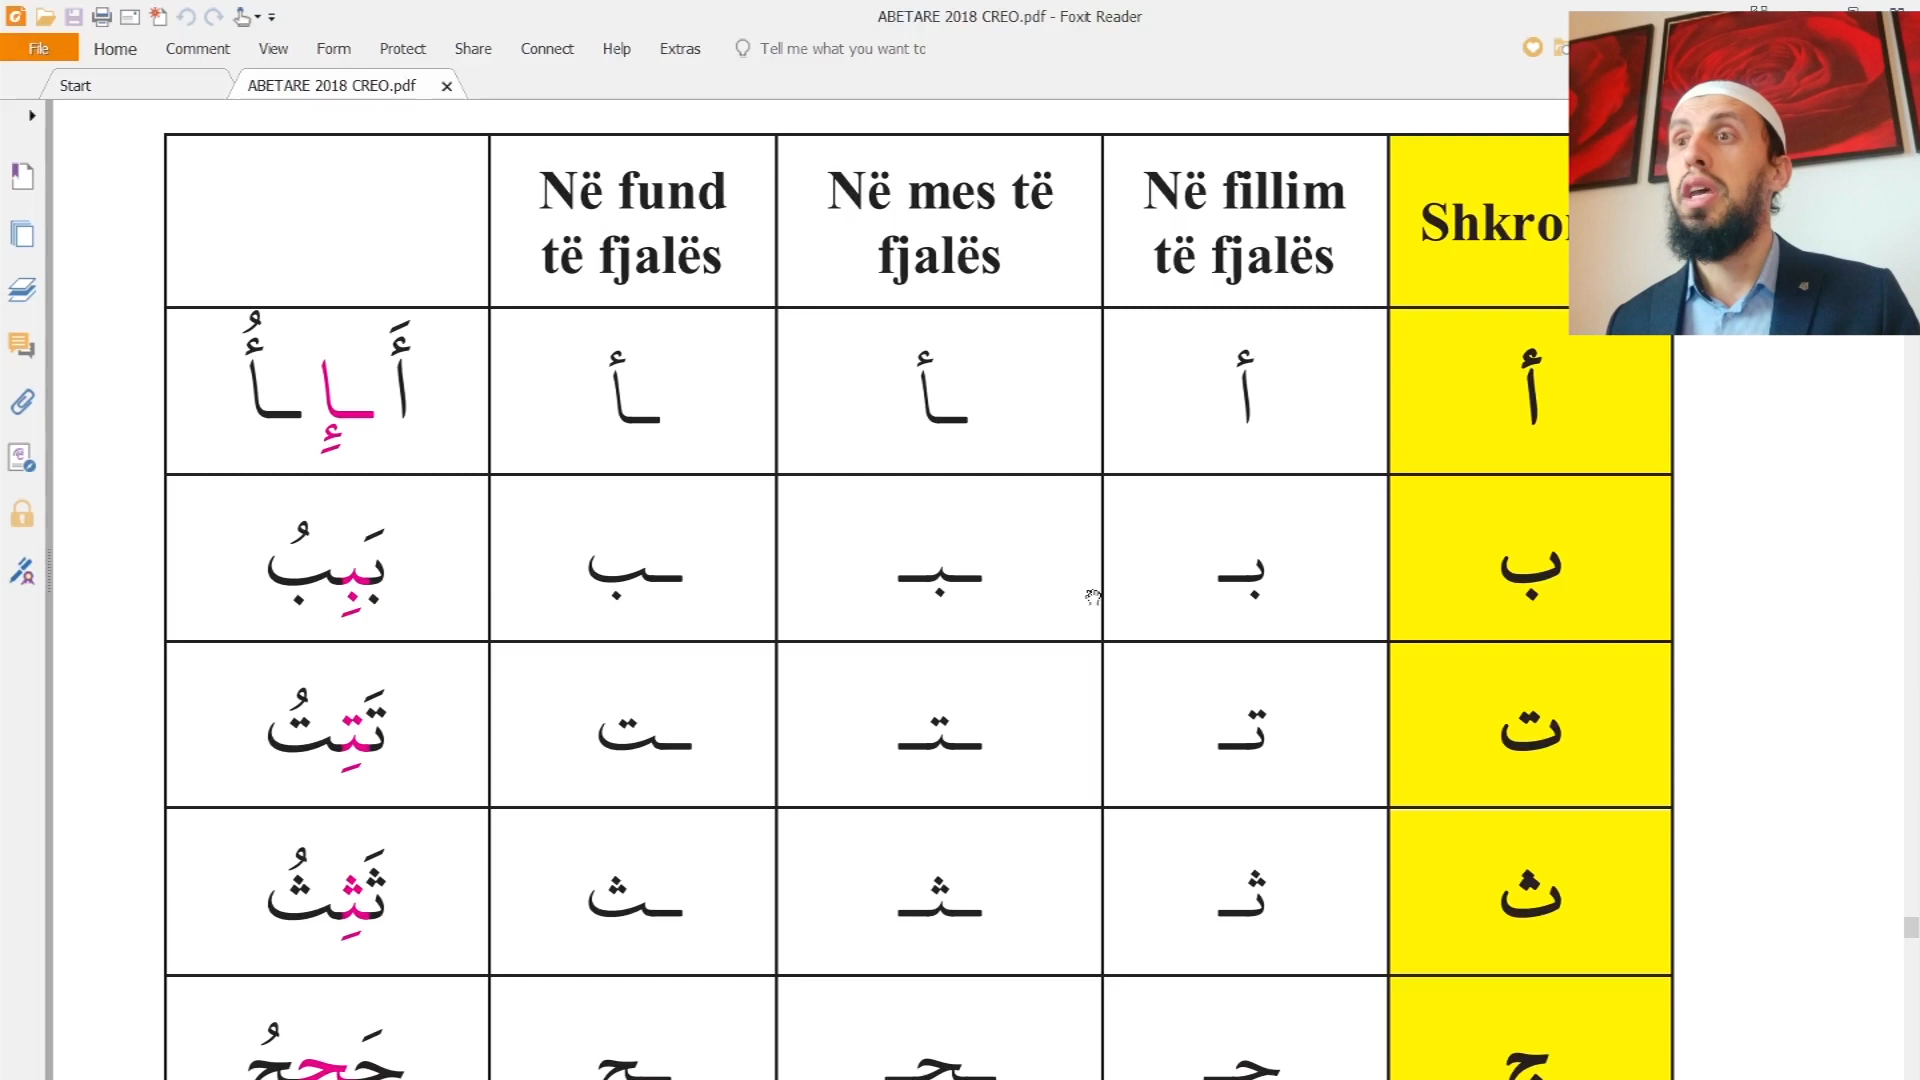 ABETARE 2018 CREO.pdf - Foxit Reader
File Home Comment View Form Protect Share Connect Help Extras Tell me what you want to
Start ABETARE 2018 CREO.pdf
Në fund
të fjalës
Në mes të
fjalës
Në fillim
të fjalës
أ أ ـأ ـأ أَ ـإِ ـأُ
ب بـ ـبـ ـب بَبِبُ
ت تـ ـتـ ـت تَتِتُ
ث ثـ ـثـ ـث ثَثِثُ